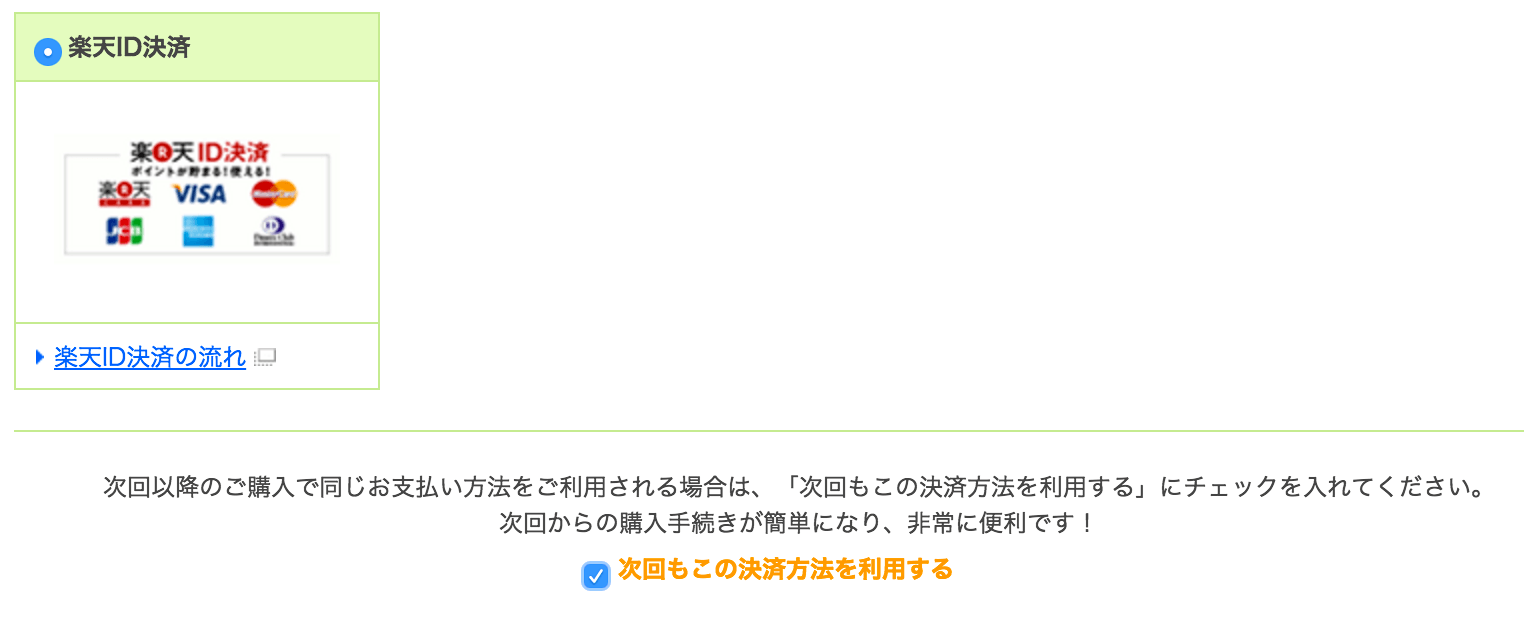 楽天ID決済
楽R天 ID決済
ポイントが貯まる!使える!
楽R天 VISA MasterCard
CARD
JCB
Diners Club
楽天ID決済の流れ
次回以降のご購入で同じお支払い方法をご利用される場合は、「次回もこの決済方法を利用する」にチェックを入れてください。
次回からの購入手続きが簡単になり、非常に便利です！
次回もこの決済方法を利用する